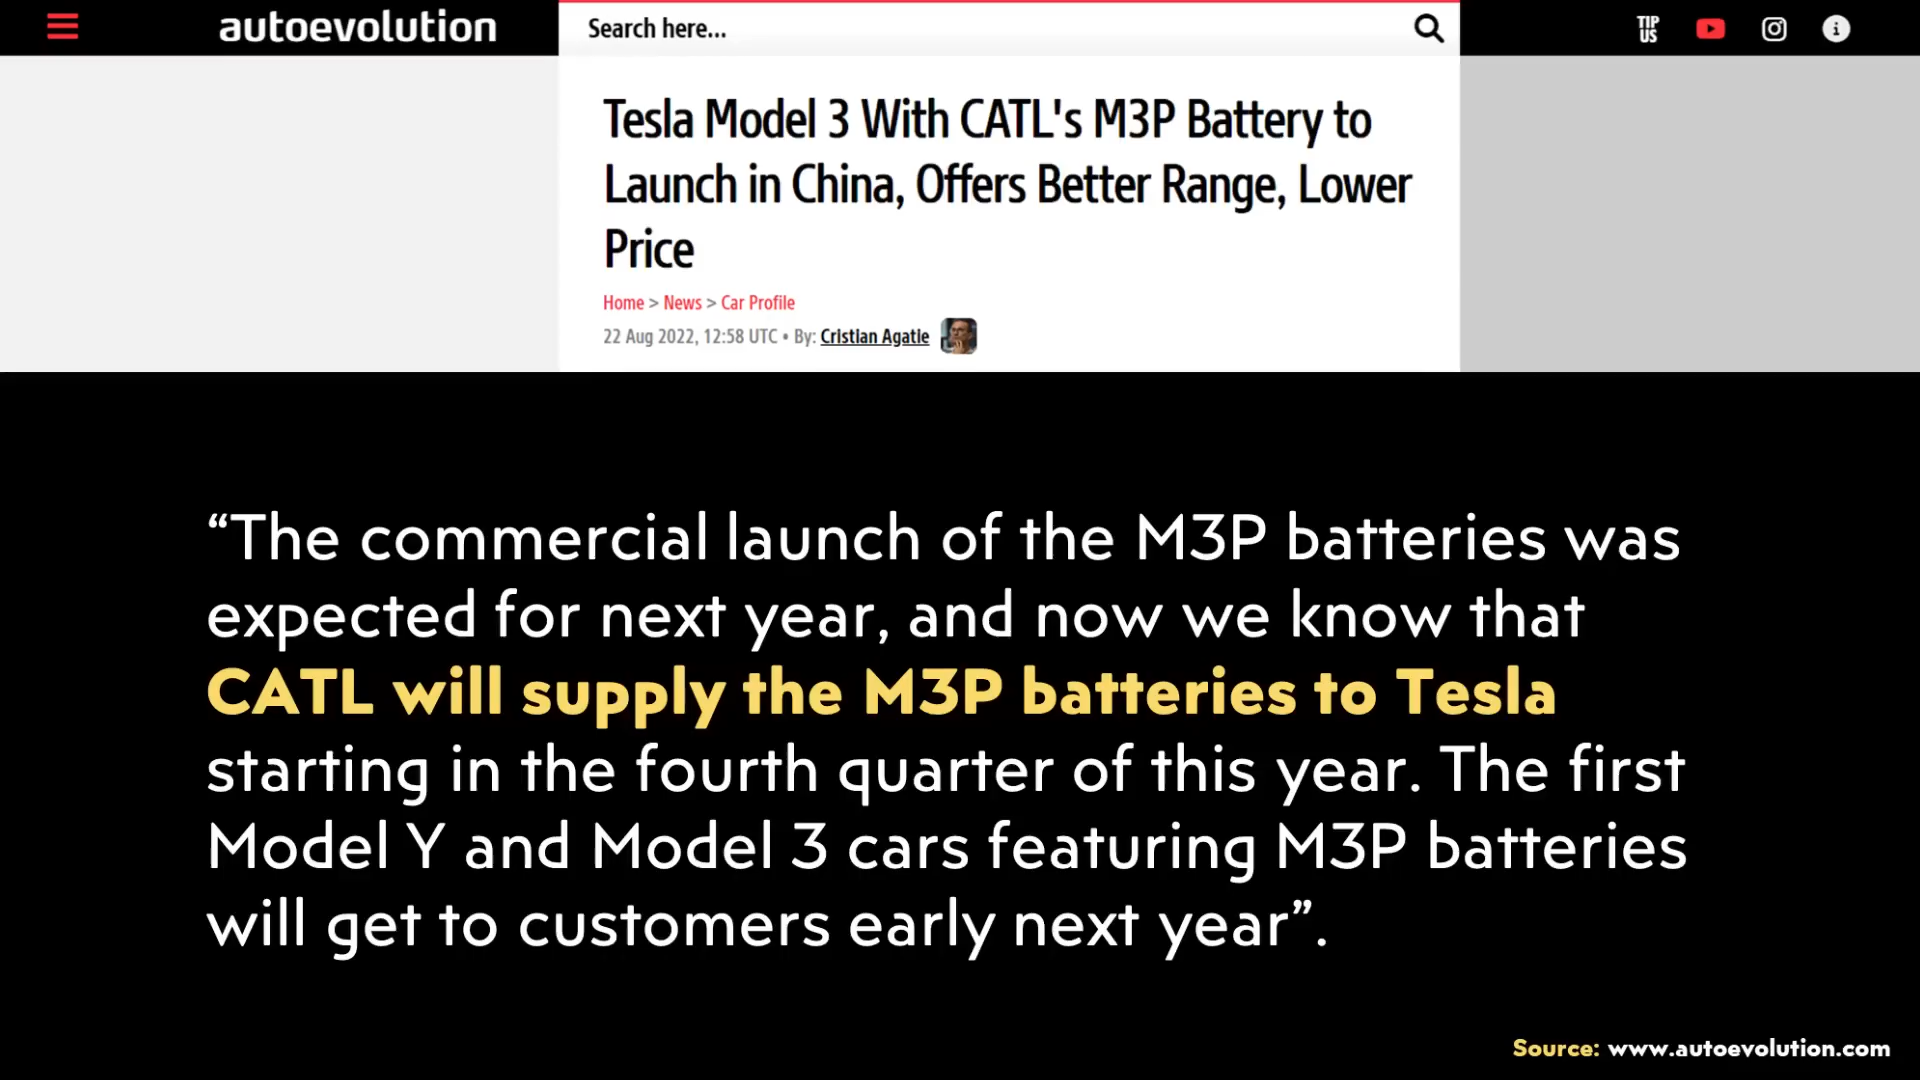 autoevolution
Search here...
TIP
US
Tesla Model 3 With CATL's M3P Battery to
Launch in China, Offers Better Range, Lower
Price
Home > News > Car Profile
22 Aug 2022, 12:58 UTC • By: Cristian Agatie
“The commercial launch of the M3P batteries was
expected for next year, and now we know that
CATL will supply the M3P batteries to Tesla
starting in the fourth quarter of this year. The first
Model Y and Model 3 cars featuring M3P batteries
will get to customers early next year”.
Source: www.autoevolution.com